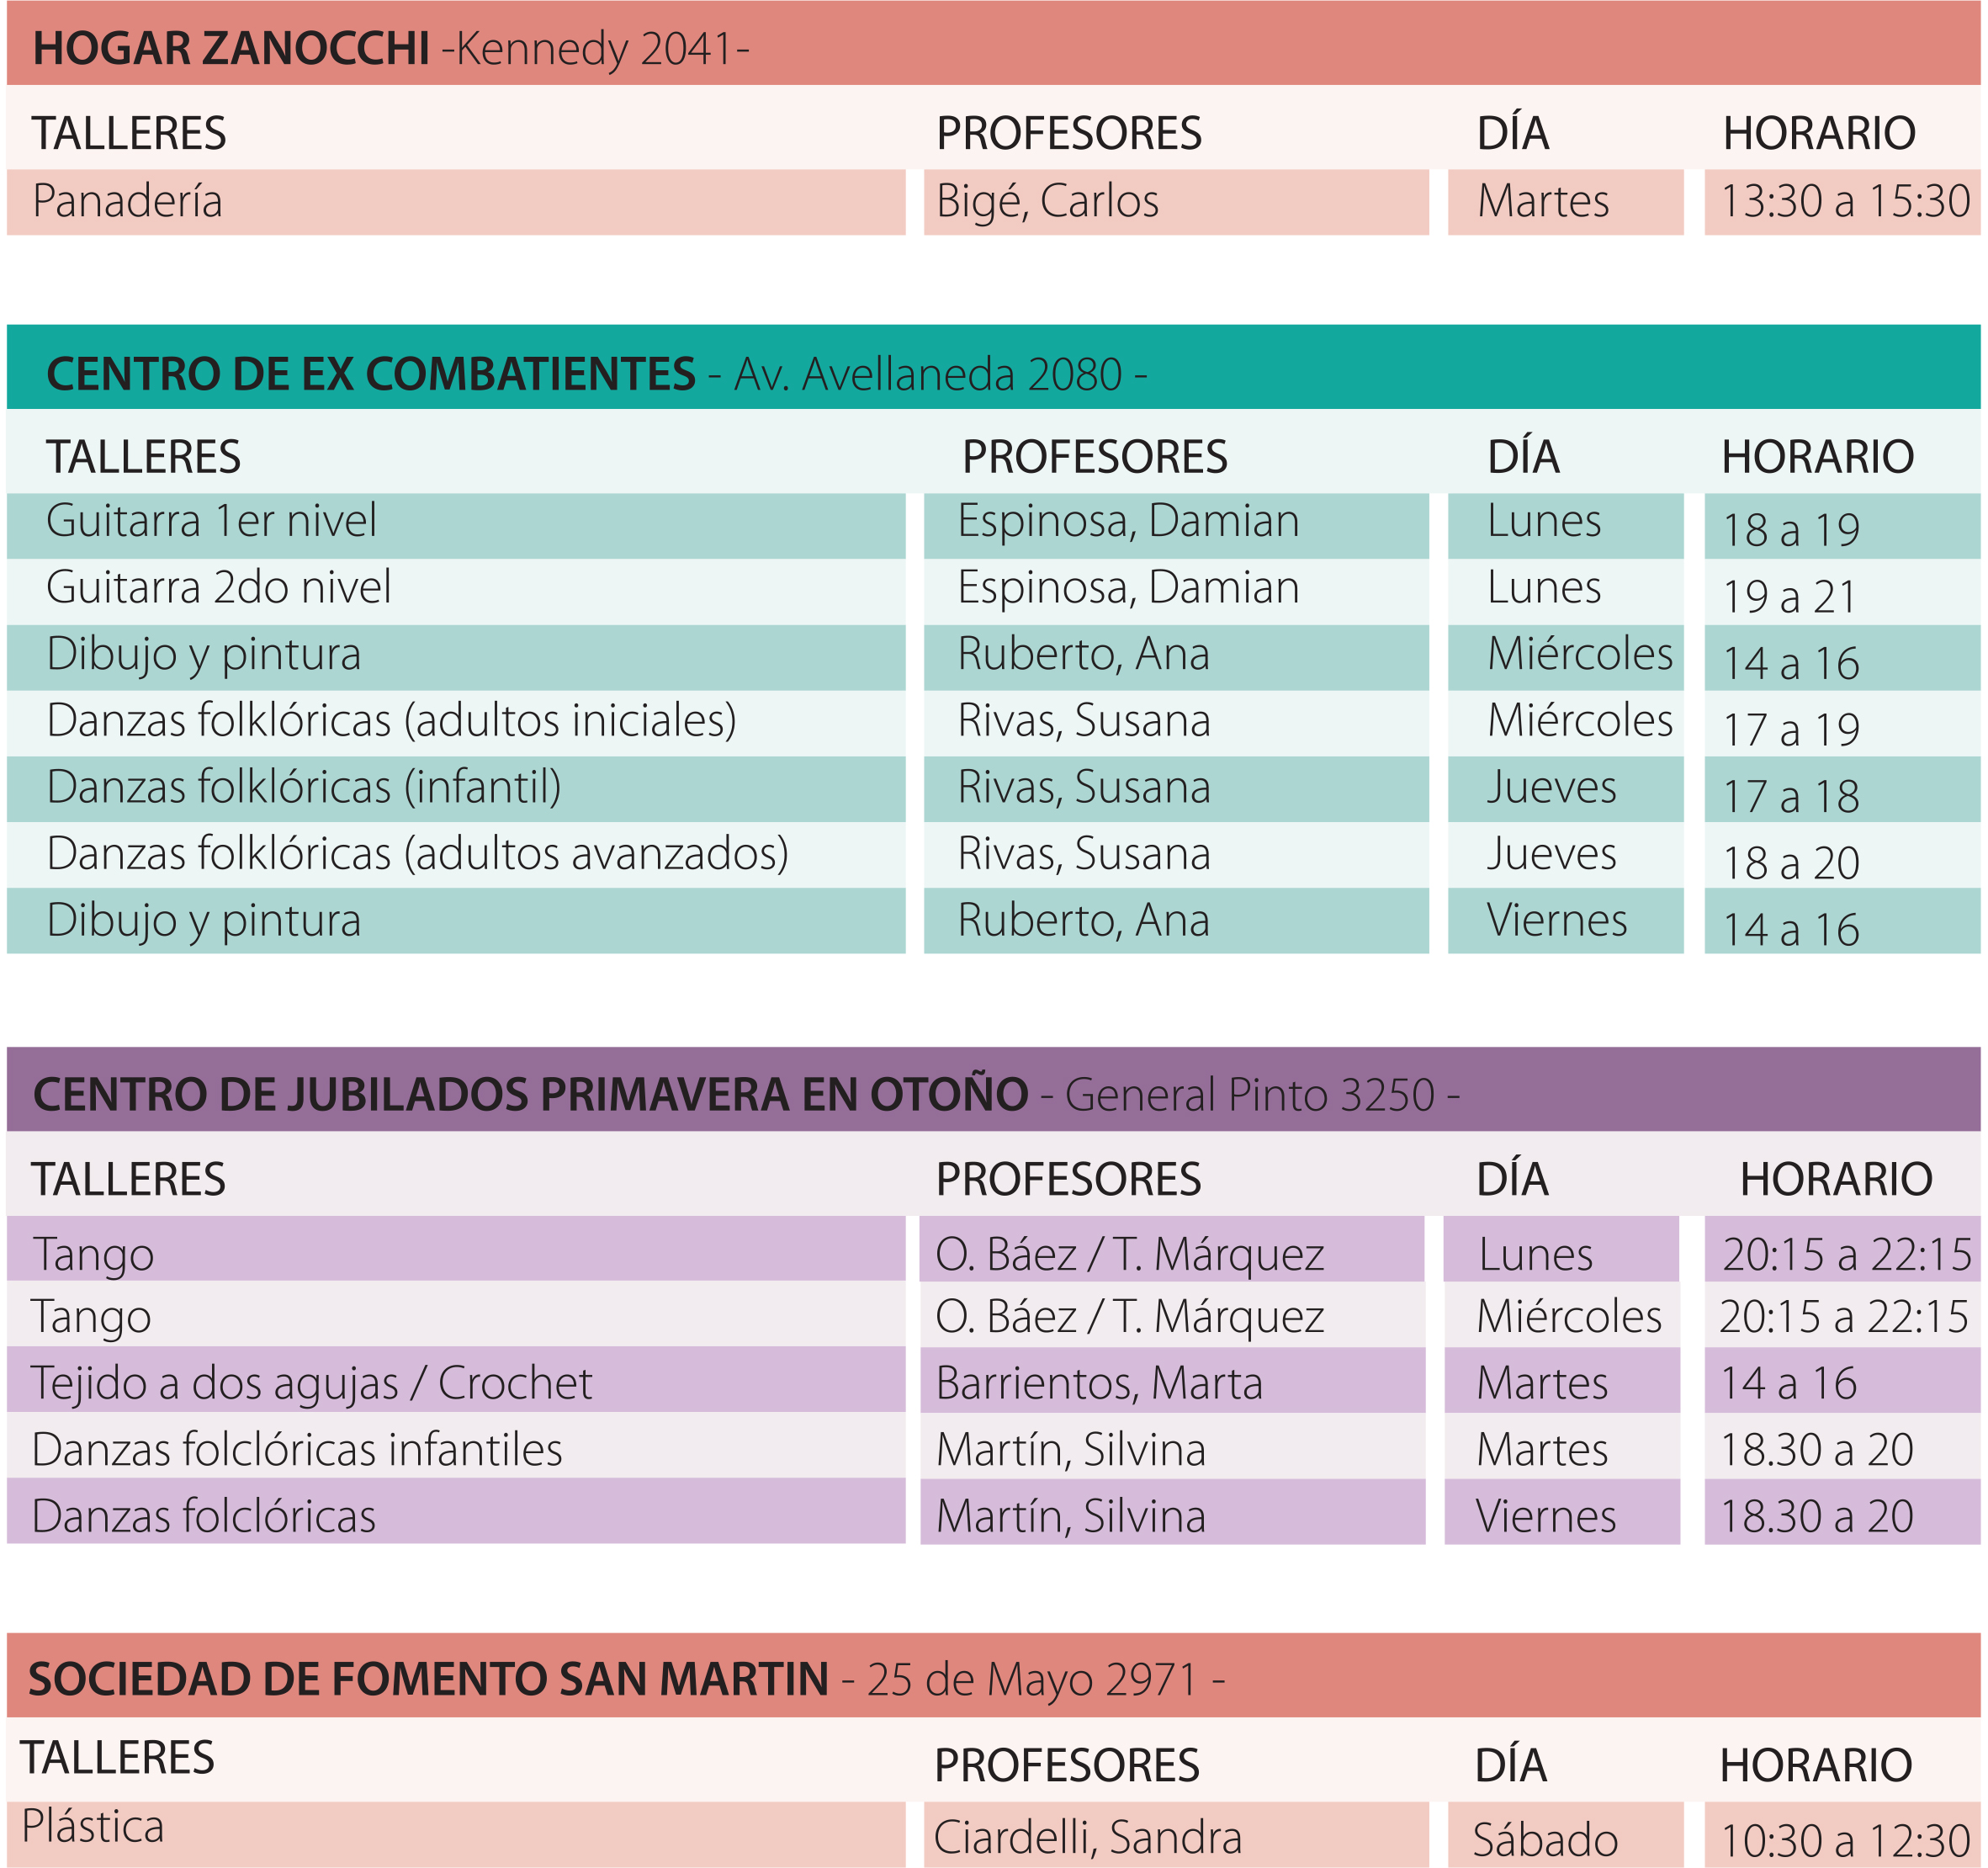 HOGAR ZANOCCHI -Kennedy 2041-
TALLERES PROFESORES DÍA HORARIO
Panadería Bigé, Carlos Martes 13:30 a 15:30
CENTRO DE EX COMBATIENTES - Av. Avellaneda 2080 -
TALLERES PROFESORES DÍA HORARIO
Guitarra 1er nivel Espinosa, Damian Lunes 18 a 19
Guitarra 2do nivel Espinosa, Damian Lunes 19 a 21
Dibujo y pintura Ruberto, Ana Miércoles 14 a 16
Danzas folklóricas (adultos iniciales) Rivas, Susana Miércoles 17 a 19
Danzas folklóricas (infantil) Rivas, Susana Jueves 17 a 18
Danzas folklóricas (adultos avanzados) Rivas, Susana Jueves 18 a 20
Dibujo y pintura Ruberto, Ana Viernes 14 a 16
CENTRO DE JUBILADOS PRIMAVERA EN OTOÑO - General Pinto 3250 -
TALLERES PROFESORES DÍA HORARIO
Tango O. Báez / T. Márquez Lunes 20:15 a 22:15
Tango O. Báez / T. Márquez Miércoles 20:15 a 22:15
Tejido a dos agujas / Crochet Barrientos, Marta Martes 14 a 16
Danzas folclóricas infantiles Martín, Silvina Martes 18.30 a 20
Danzas folclóricas Martín, Silvina Viernes 18.30 a 20
SOCIEDAD DE FOMENTO SAN MARTIN - 25 de Mayo 2971 -
TALLERES PROFESORES DÍA HORARIO
Plástica Ciardelli, Sandra Sábado 10:30 a 12:30